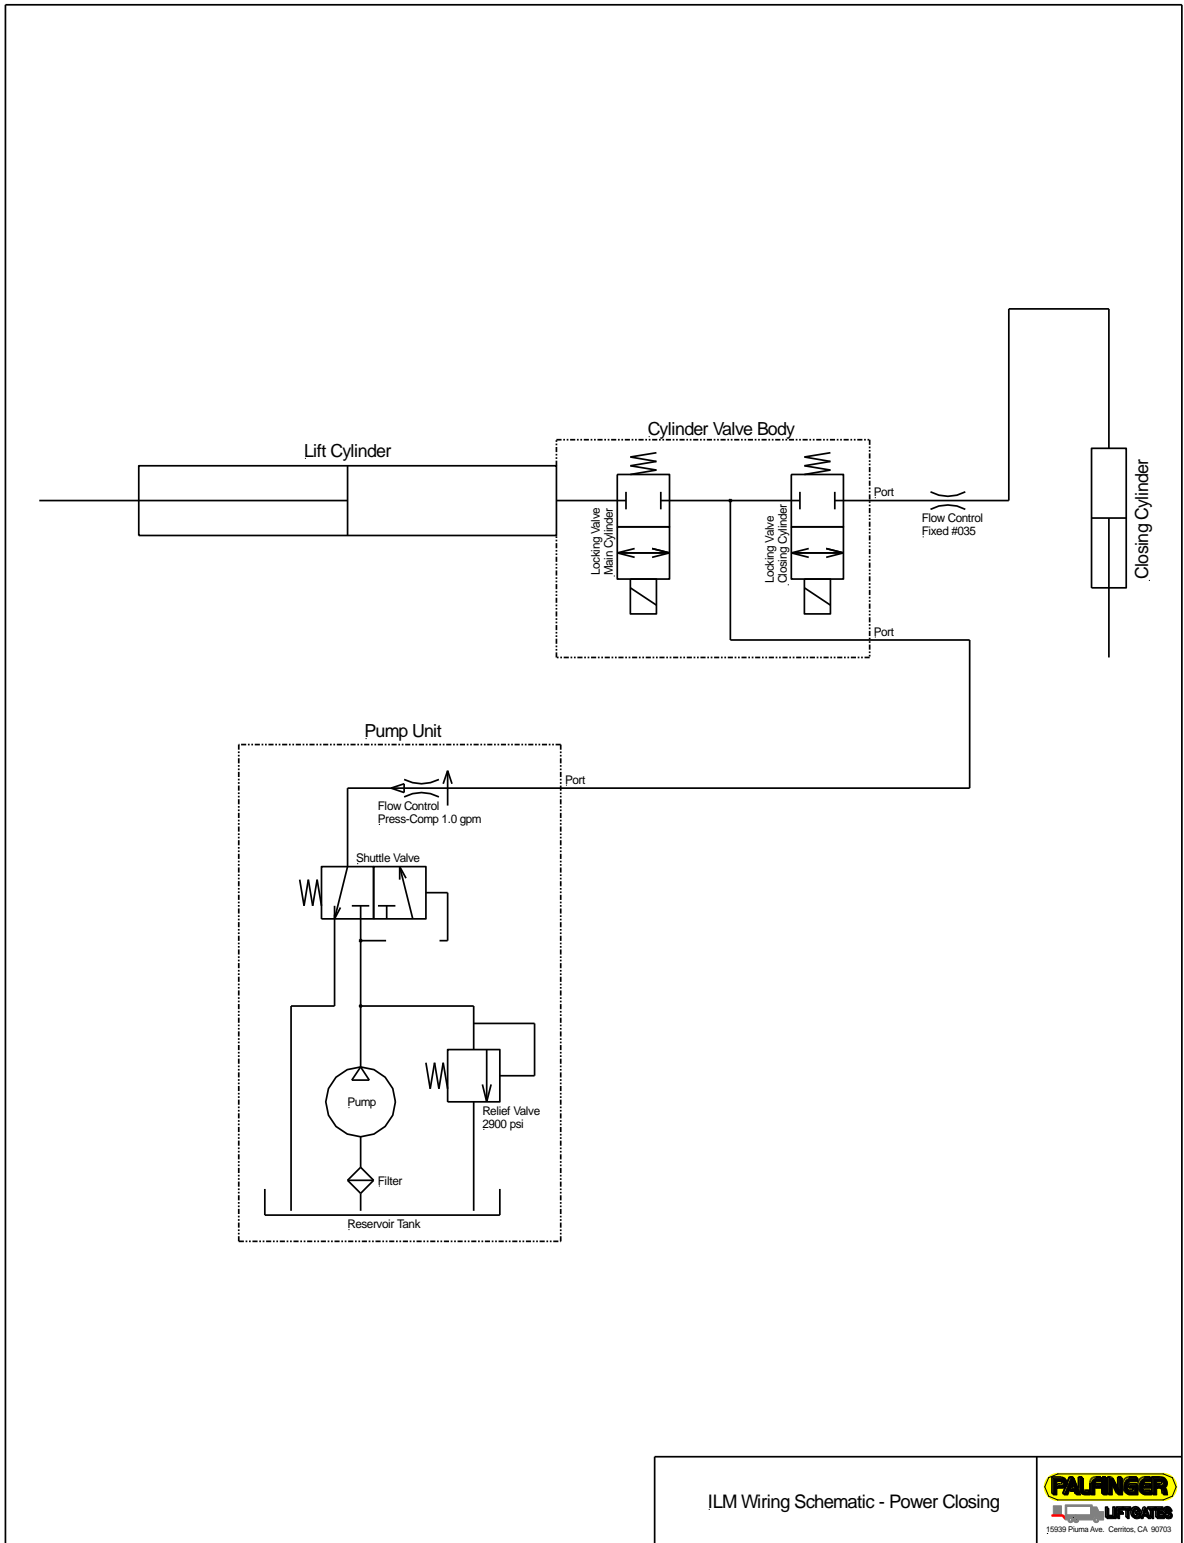 Cylinder Valve Body
Lift Cylinder
Locking Valve
Main Cylinder
Locking Valve
Closing Cylinder
Port
Flow Control
Fixed #035
Closing Cylinder
Port
Pump Unit
Port
Flow Control
Press-Comp 1.0 gpm
Shuttle Valve
Pump
Relief Valve
2900 psi
Filter
Reservoir Tank
ILM Wiring Schematic - Power Closing
PALFINGER
LIFTGATES
15939 Piuma Ave. Cerritos, CA 90703